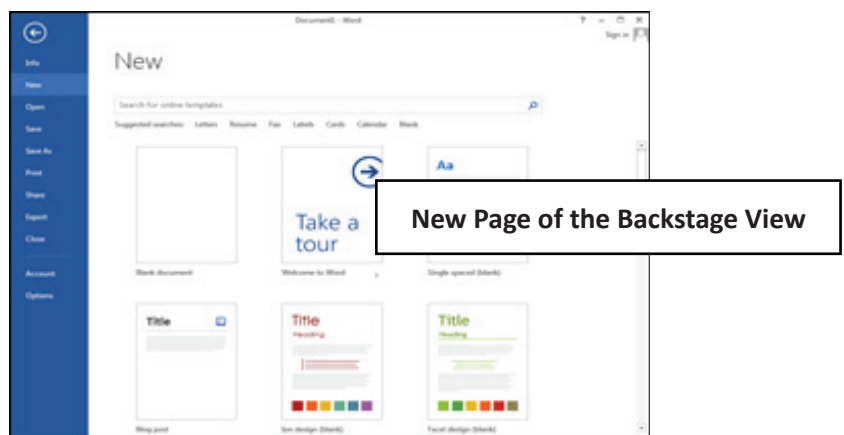 Document1 - Word
?
Sign in
Info
New
Open
Save
Save As
Print
Share
Export
Close
Account
Options
New
Search for online templates
Suggested searches: Letters Resume Fax Labels Cards Calendar Blank
Aa
Take a
tour
New Page of the Backstage View
Blank document
Welcome to Word
Single spaced (blank)
Title
Title
Heading
Title
Heading
Blog post
Ion design (blank)
Facet design (blank)